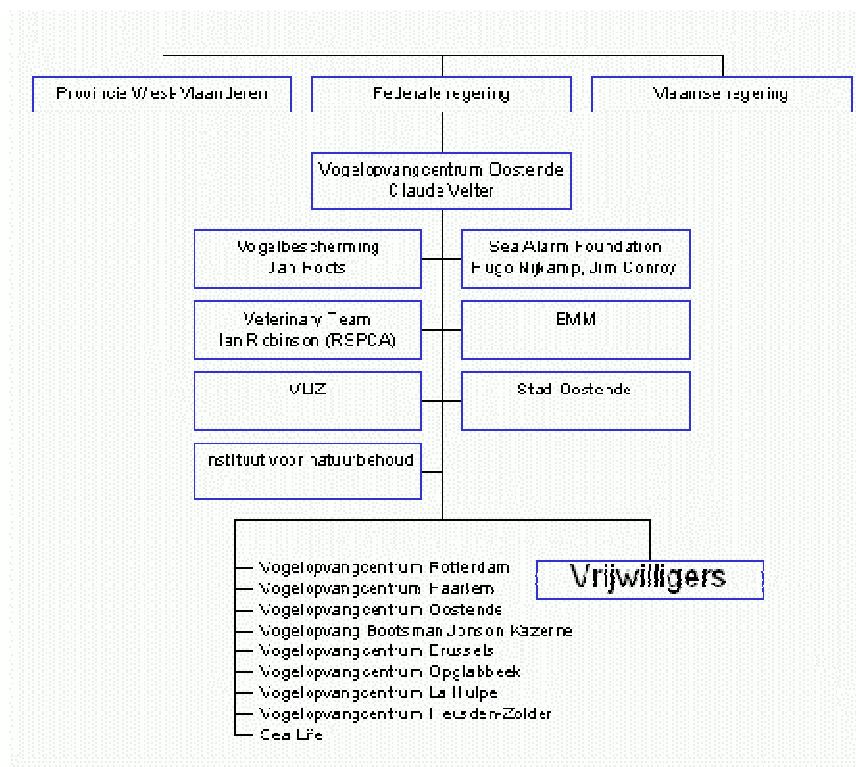 Provincie West-Vlaanderen
Federale regering
Vlaamse regering
Vogelopvangcentrum Oostende
Claude Velter
Vogelbescherming
Jan Rodts
Sea Alarm Foundation
Hugo Nijkamp, Jim Conroy
Veterinary Team
Ian Robinson (RSPCA)
BMM
VLIZ
Stad Oostende
Instituut voor natuurbehoud
Vogelopvangcentrum Rotterdam
Vogelopvangcentrum Haarlem
Vogelopvangcentrum Oostende
Vogelopvang Bootsman Jonson Kazerne
Vogelopvangcentrum Brussels
Vogelopvangcentrum Opglabbeek
Vogelopvangcentrum La Hulpe
Vogelopvangcentrum Heusden-Zolder
Sea Life
Vrijwilligers